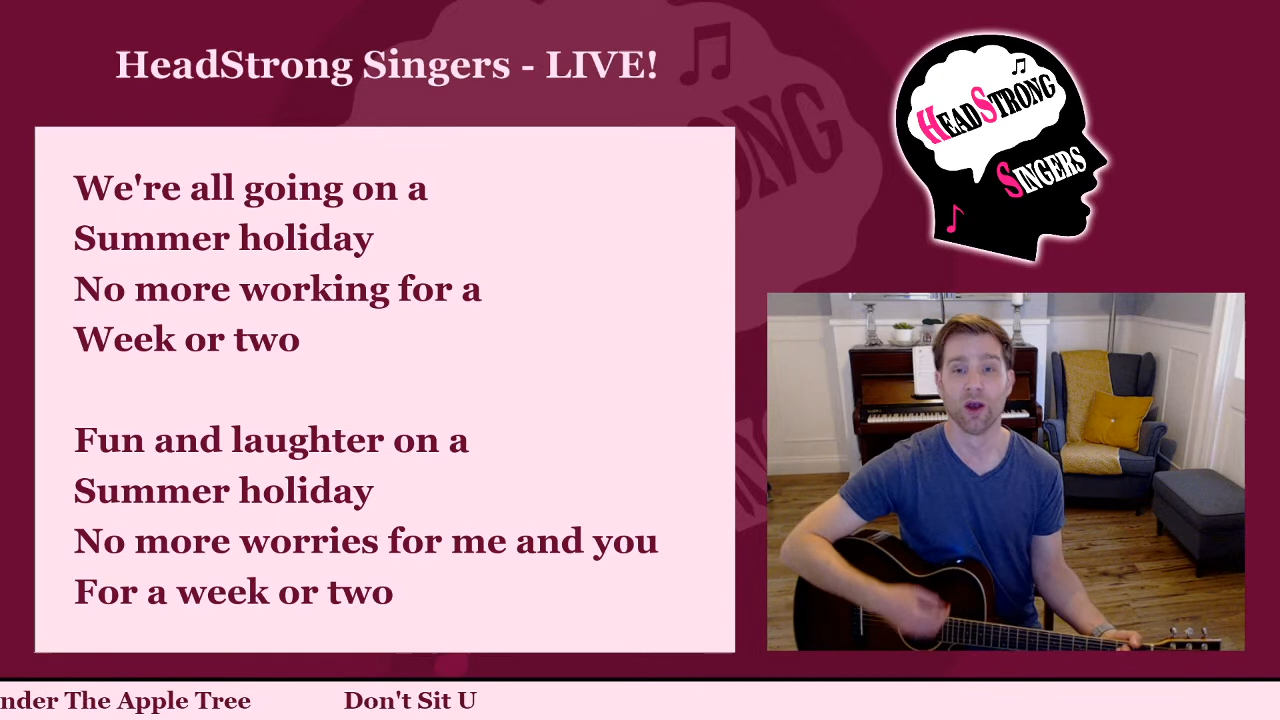 HeadStrong Singers - LIVE!
HEADSTRONG
SINGERS
We're all going on a
Summer holiday
No more working for a
Week or two
Fun and laughter on a
Summer holiday
No more worries for me and you
For a week or two
nder The Apple Tree
Don't Sit U